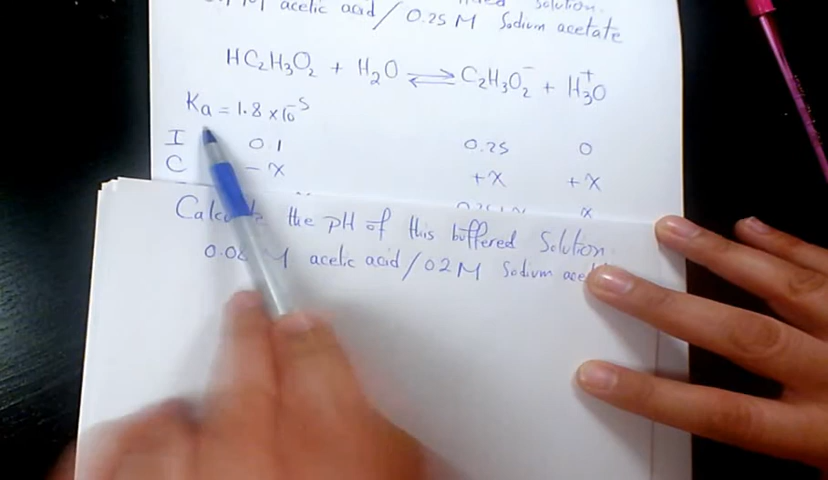 acetic acid / 0.25 M Sodium acetate
HC₂H₃O₂ + H₂O ⇌ C₂H₃O₂⁻ + H₃O⁺
Ka = 1.8 × 10⁻⁵
I 0.1 0.25 0
C -x +x +x
x
the pH of this buffered Solution
acetic acid / 0.2 M Sodium